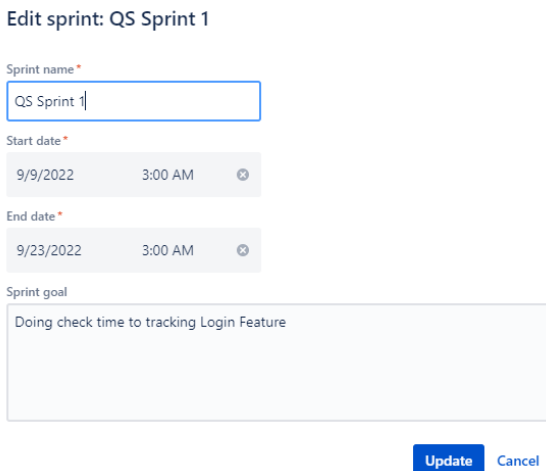 Edit sprint: QS Sprint 1
Sprint name*
QS Sprint 1
Start date*
9/9/2022 3:00 AM
End date*
9/23/2022 3:00 AM
Sprint goal
Doing check time to tracking Login Feature
Update Cancel